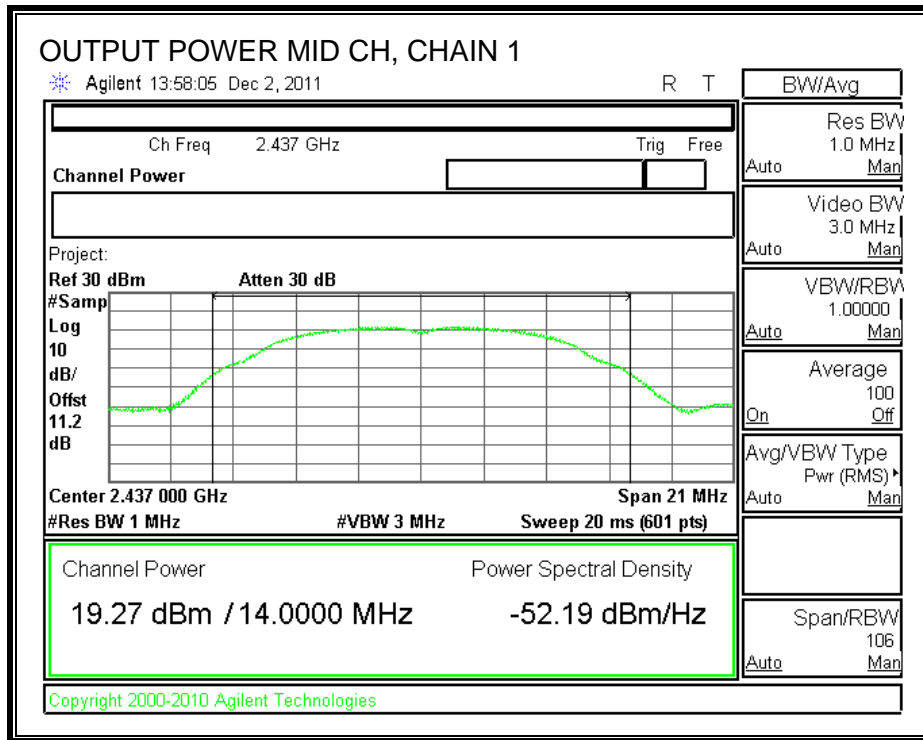 OUTPUT POWER MID CH, CHAIN 1
Agilent 13:58:05 Dec 2, 2011 R T
Ch Freq 2.437 GHz Trig Free
Channel Power
Project:
Ref 30 dBm Atten 30 dB
#Samp
Log
10
dB/
Offst
11.2
dB
Center 2.437 000 GHz Span 21 MHz
#Res BW 1 MHz #VBW 3 MHz Sweep 20 ms (601 pts)
Channel Power Power Spectral Density
19.27 dBm / 14.0000 MHz -52.19 dBm/Hz
Copyright 2000-2010 Agilent Technologies
BW/Avg
Res BW
1.0 MHz
Auto Man
Video BW
3.0 MHz
Auto Man
VBW/RBW
1.00000
Auto Man
Average
100
On Off
Avg/VBW Type
Pwr (RMS)
Auto Man
Span/RBW
106
Auto Man